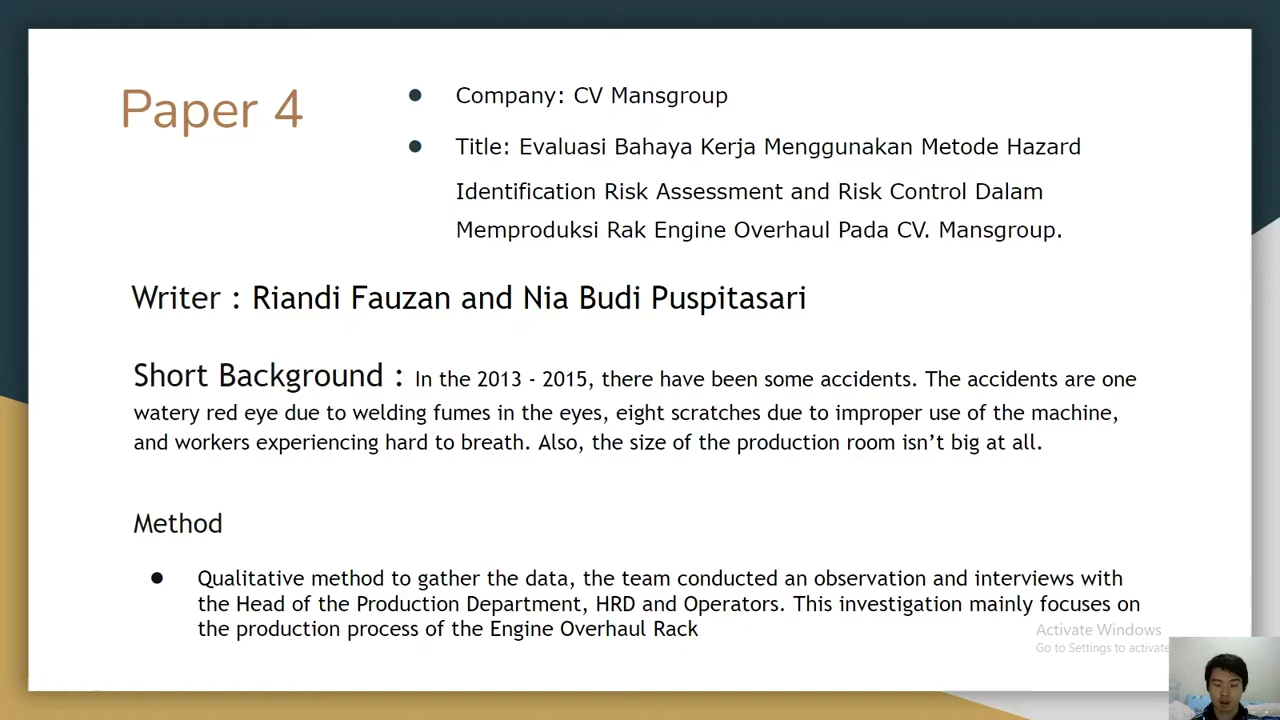 Paper 4
Company: CV Mansgroup
Title: Evaluasi Bahaya Kerja Menggunakan Metode Hazard
Identification Risk Assessment and Risk Control Dalam
Memproduksi Rak Engine Overhaul Pada CV. Mansgroup.
Writer : Riandi Fauzan and Nia Budi Puspitasari
Short Background : In the 2013 - 2015, there have been some accidents. The accidents are one
watery red eye due to welding fumes in the eyes, eight scratches due to improper use of the machine,
and workers experiencing hard to breath. Also, the size of the production room isn’t big at all.
Method
Qualitative method to gather the data, the team conducted an observation and interviews with
the Head of the Production Department, HRD and Operators. This investigation mainly focuses on
the production process of the Engine Overhaul Rack
Activate Windows
Go to Settings to activate